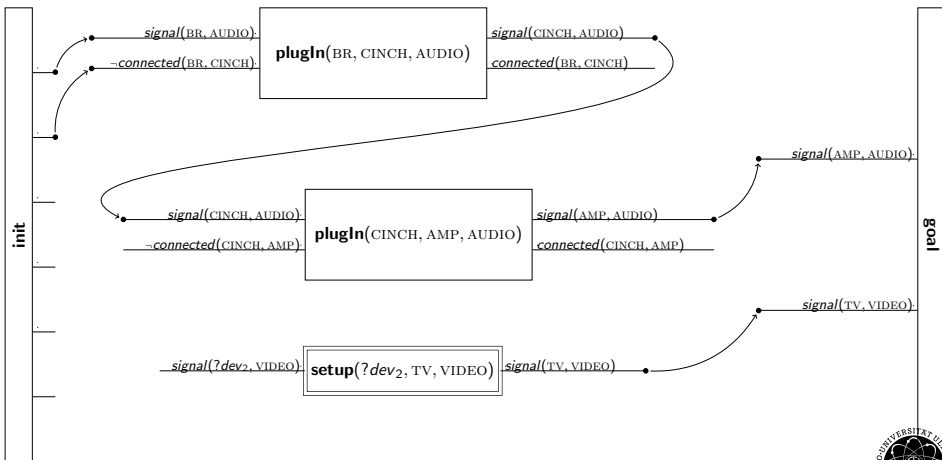 init
signal(BR, AUDIO)
¬connected(BR, CINCH)
plugIn(BR, CINCH, AUDIO)
signal(CINCH, AUDIO)
connected(BR, CINCH)
signal(CINCH, AUDIO)
¬connected(CINCH, AMP)
plugIn(CINCH, AMP, AUDIO)
signal(AMP, AUDIO)
connected(CINCH, AMP)
signal(?dev₂, VIDEO)
setup(?dev₂, TV, VIDEO)
signal(TV, VIDEO)
signal(AMP, AUDIO)
signal(TV, VIDEO)
goal